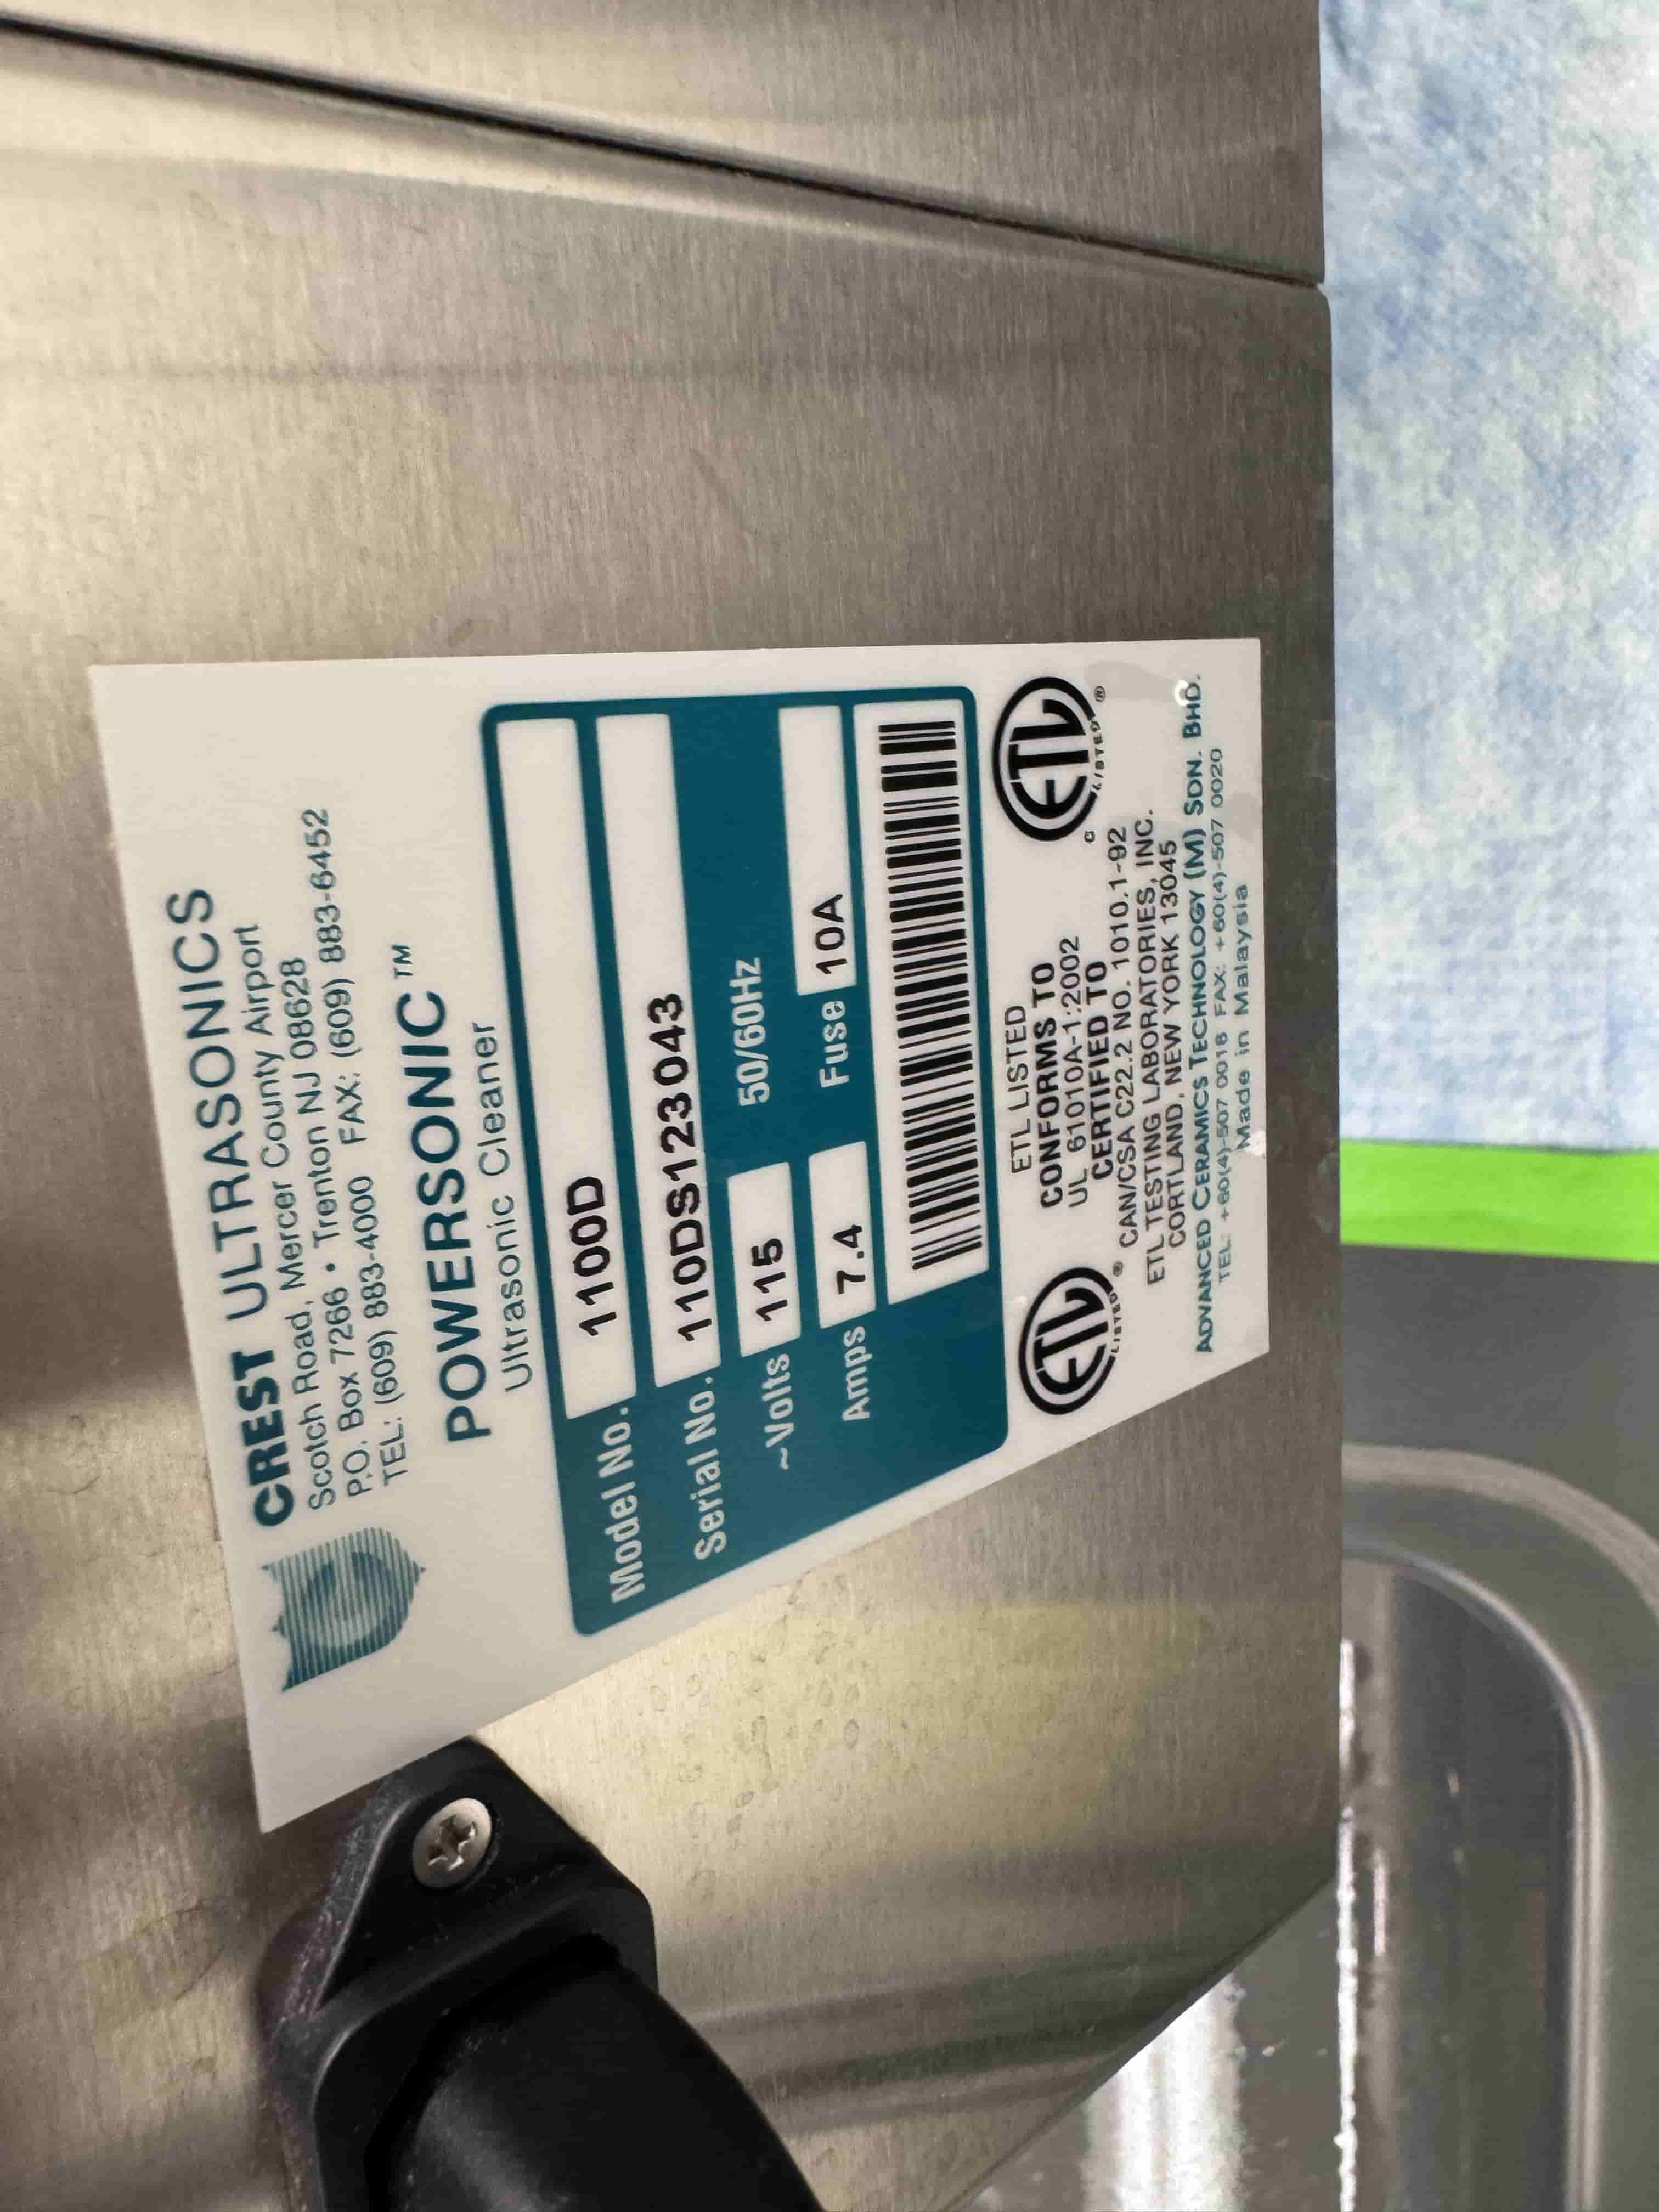 CREST ULTRASONICS
Scotch Road, Mercer County Airport
P.O. Box 7266 • Trenton NJ 08628
TEL: (609) 883-4000 FAX: (609) 883-6452
POWERSONIC™
Ultrasonic Cleaner
Model No. 1100D
Serial No. 110DS123043
~Volts 115 50/60Hz
Amps 7.4 Fuse 10A
ETL LISTED
CONFORMS TO
UL 61010A-1:2002
CERTIFIED TO
CAN/CSA C22.2 NO. 1010.1-92
ETL TESTING LABORATORIES, INC.
CORTLAND, NEW YORK 13045
ETL LISTED ®
C ETL LISTED ®
ADVANCED CERAMICS TECHNOLOGY (M) SDN. BHD.
TEL: +60(4)-507 0018 FAX: +60(4)-507 0020
Made in Malaysia